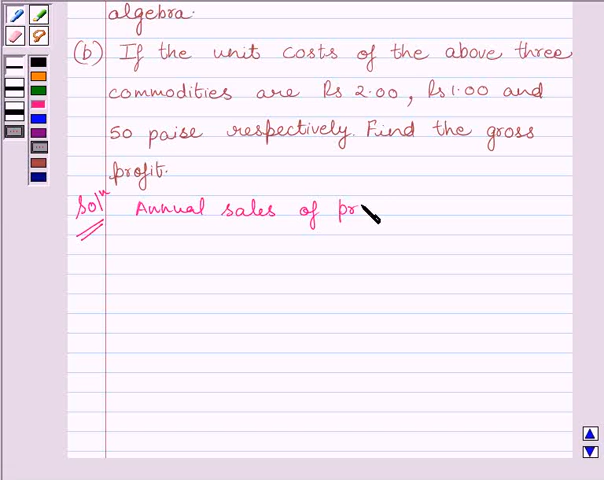 algebra.
(b) If the unit costs of the above three
commodities are Rs 2.00, Rs 1.00 and
50 paise respectively. Find the gross
profit.
Solⁿ Annual sales of pr